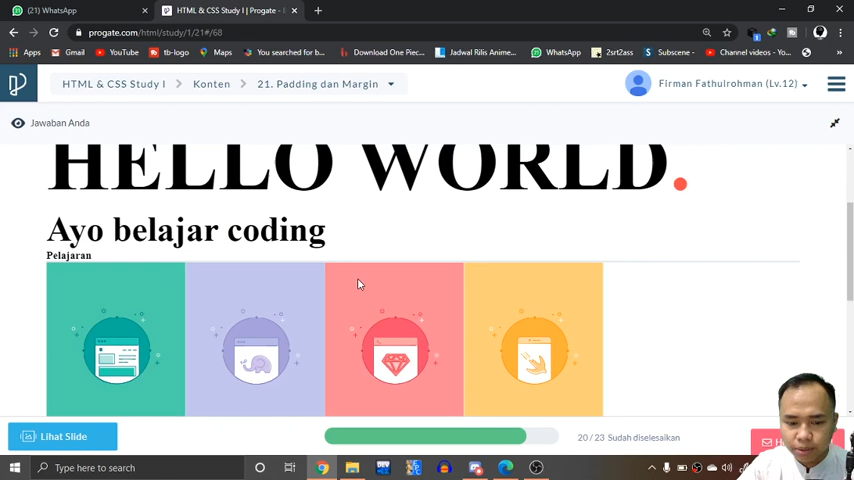 (21) WhatsApp
HTML & CSS Study I | Progate - I
progate.com/html/study/1/21#/68
Apps
Gmail
YouTube
tb-logo
Maps
You searched for b...
Download One Piec...
Jadwal Rilis Anime...
WhatsApp
2srt2ass
Subscene -
Channel videos - Yo...
HTML & CSS Study I
Konten
21. Padding dan Margin
Firman Fathulrohman (Lv.12)
Jawaban Anda
HELLO WORLD.
Ayo belajar coding
Pelajaran
Lihat Slide
20 / 23 Sudah diselesaikan
Type here to search